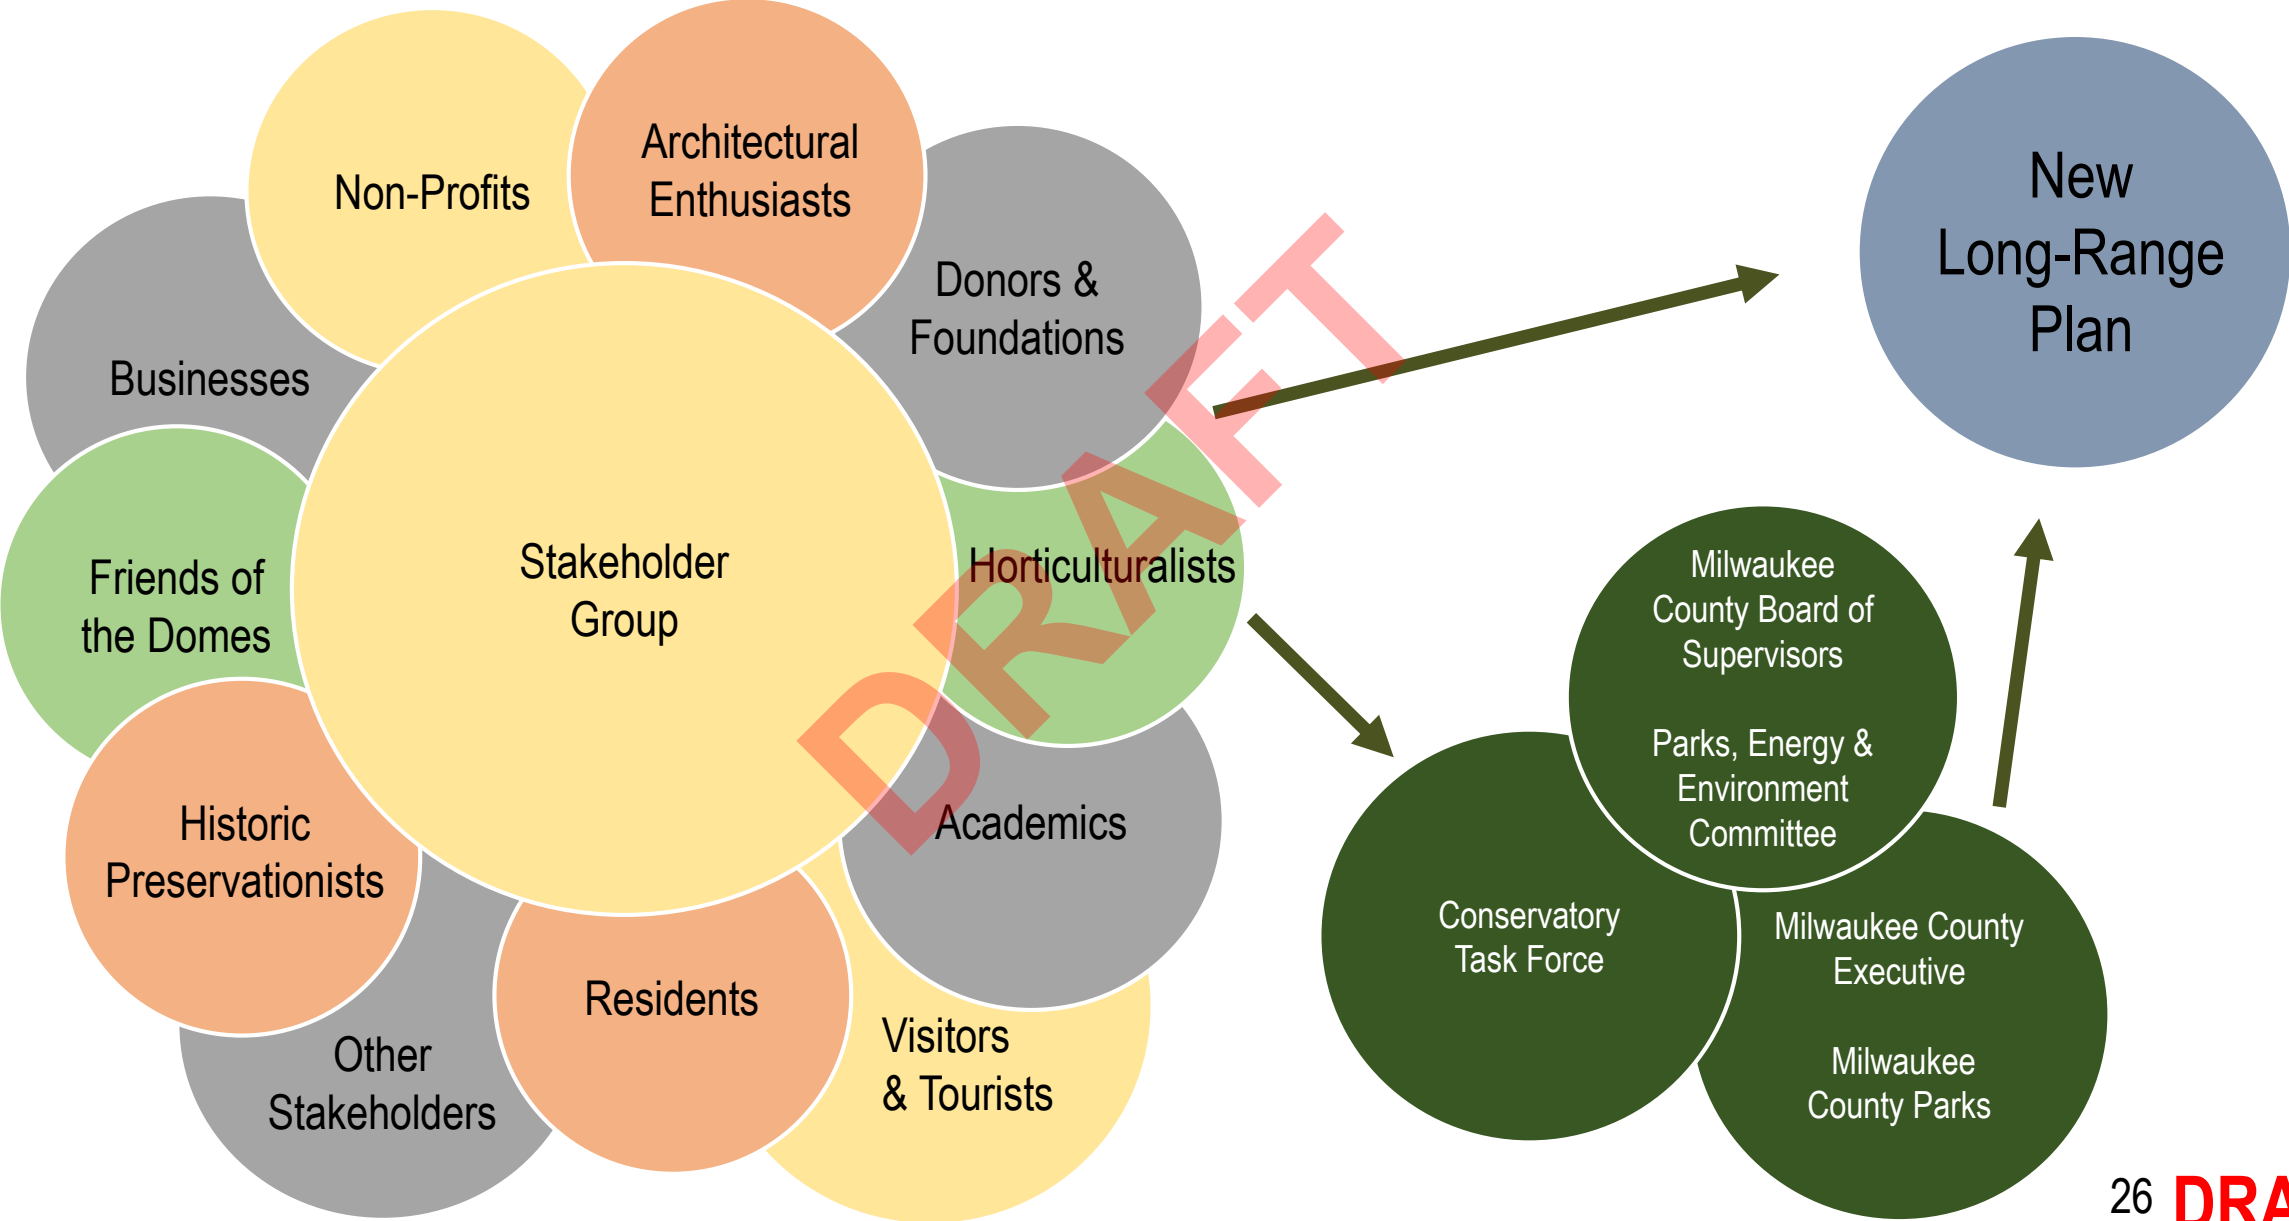 Non-Profits
Architectural
Enthusiasts
Donors &
Foundations
Businesses
Friends of
the Domes
Stakeholder
Group
Horticulturalists
Historic
Preservationists
Academics
Residents
Other
Stakeholders
Visitors
& Tourists
DRAFT
New
Long-Range
Plan
Milwaukee
County Board of
Supervisors
Parks, Energy &
Environment
Committee
Conservatory
Task Force
Milwaukee County
Executive
Milwaukee
County Parks
26 DRA